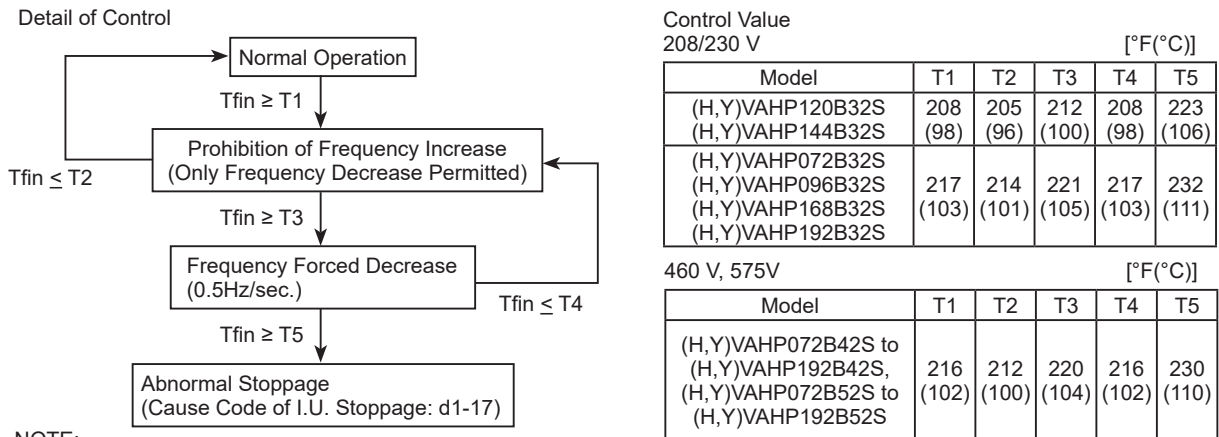 Detail of Control
Normal Operation
Tfin ≥ T1
Prohibition of Frequency Increase
(Only Frequency Decrease Permitted)
Tfin ≤ T2
Tfin ≥ T3
Frequency Forced Decrease
(0.5Hz/sec.)
Tfin ≤ T4
Tfin ≥ T5
Abnormal Stoppage
(Cause Code of I.U. Stoppage: d1-17)
NOTE:
Control Value
208/230 V [°F(°C)]
Model T1 T2 T3 T4 T5
(H,Y)VAHP120B32S 208 205 212 208 223
(H,Y)VAHP144B32S (98) (96) (100) (98) (106)
(H,Y)VAHP072B32S
(H,Y)VAHP096B32S 217 214 221 217 232
(H,Y)VAHP168B32S (103) (101) (105) (103) (111)
(H,Y)VAHP192B32S
460 V, 575V [°F(°C)]
Model T1 T2 T3 T4 T5
(H,Y)VAHP072B42S to
(H,Y)VAHP192B42S, 216 212 220 216 230
(H,Y)VAHP072B52S to (102) (100) (104) (102) (110)
(H,Y)VAHP192B52S